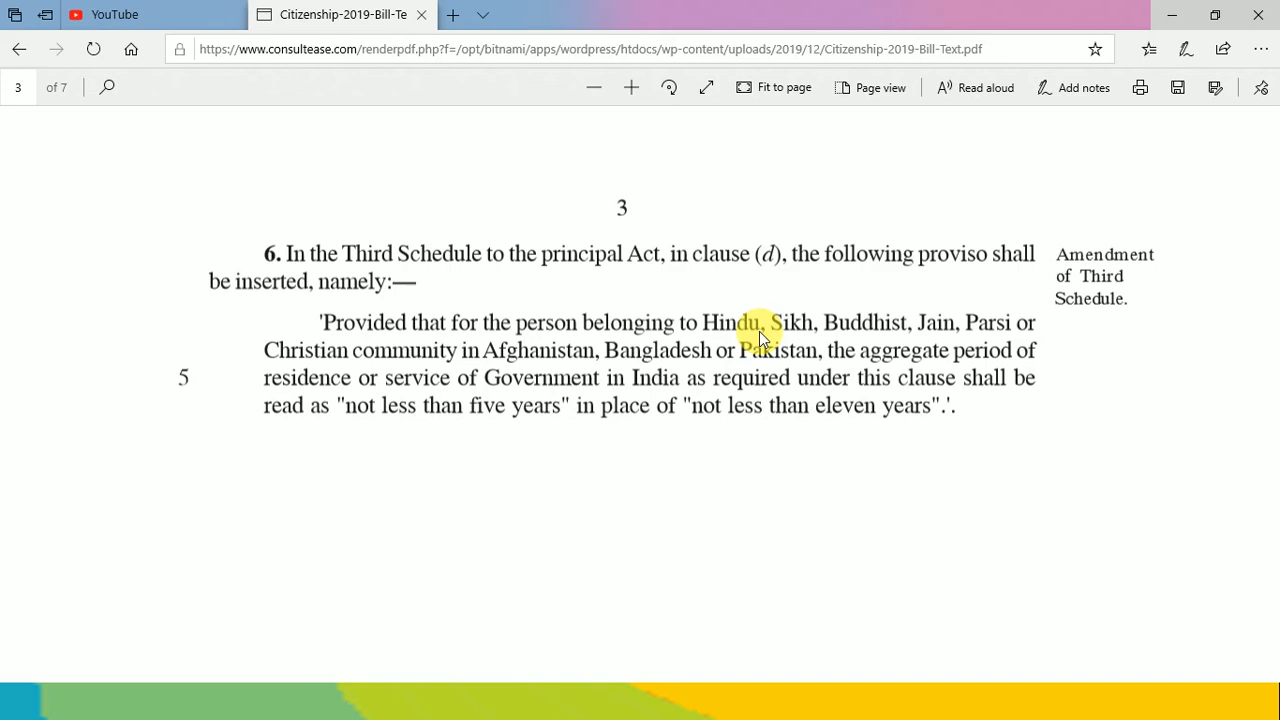 YouTube
Citizenship-2019-Bill-Te
https://www.consultease.com/renderpdf.php?f=/opt/bitnami/apps/wordpress/htdocs/wp-content/uploads/2019/12/Citizenship-2019-Bill-Text.pdf
3 of 7 Fit to page Page view Read aloud Add notes
3
6. In the Third Schedule to the principal Act, in clause (d), the following proviso shall
be inserted, namely:—
Amendment
of Third
Schedule.
'Provided that for the person belonging to Hindu, Sikh, Buddhist, Jain, Parsi or
Christian community in Afghanistan, Bangladesh or Pakistan, the aggregate period of
5 residence or service of Government in India as required under this clause shall be
read as "not less than five years" in place of "not less than eleven years".'.